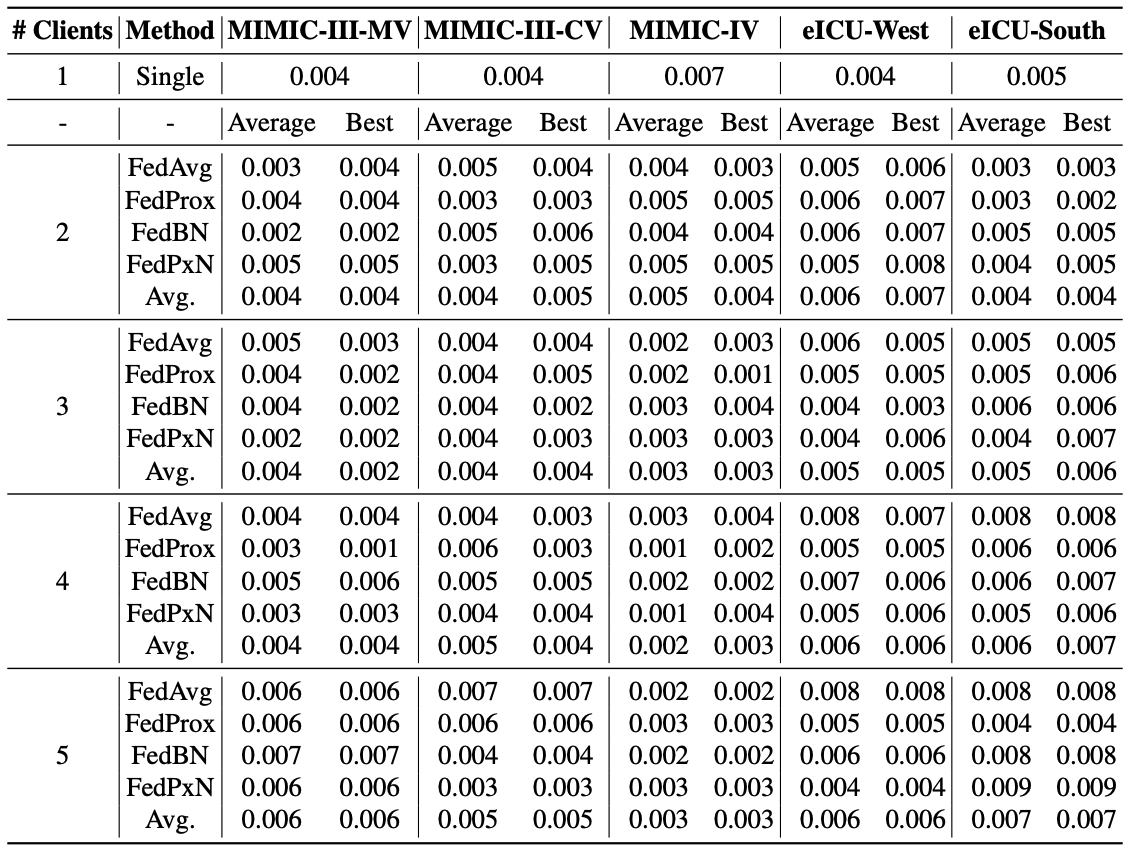 # Clients Method MIMIC-III-MV MIMIC-III-CV MIMIC-IV eICU-West eICU-South
1 Single 0.004 0.004 0.007 0.004 0.005
- - Average Best Average Best Average Best Average Best Average Best
FedAvg 0.003 0.004 0.005 0.004 0.004 0.003 0.005 0.006 0.003 0.003
FedProx 0.004 0.004 0.003 0.003 0.005 0.005 0.006 0.007 0.003 0.002
2 FedBN 0.002 0.002 0.005 0.006 0.004 0.004 0.006 0.007 0.005 0.005
FedPxN 0.005 0.005 0.003 0.005 0.005 0.005 0.005 0.008 0.004 0.005
Avg. 0.004 0.004 0.004 0.005 0.005 0.004 0.006 0.007 0.004 0.004
FedAvg 0.005 0.003 0.004 0.004 0.002 0.003 0.006 0.005 0.005 0.005
FedProx 0.004 0.002 0.004 0.005 0.002 0.001 0.005 0.005 0.005 0.006
3 FedBN 0.004 0.002 0.004 0.002 0.003 0.004 0.004 0.003 0.006 0.006
FedPxN 0.002 0.002 0.004 0.003 0.003 0.003 0.004 0.006 0.004 0.007
Avg. 0.004 0.002 0.004 0.004 0.003 0.003 0.005 0.005 0.005 0.006
FedAvg 0.004 0.004 0.004 0.003 0.003 0.004 0.008 0.007 0.008 0.008
FedProx 0.003 0.001 0.006 0.003 0.001 0.002 0.005 0.005 0.006 0.006
4 FedBN 0.005 0.006 0.005 0.005 0.002 0.002 0.007 0.006 0.006 0.007
FedPxN 0.003 0.003 0.004 0.004 0.001 0.004 0.005 0.006 0.005 0.006
Avg. 0.004 0.004 0.005 0.004 0.002 0.003 0.006 0.006 0.006 0.007
FedAvg 0.006 0.006 0.007 0.007 0.002 0.002 0.008 0.008 0.008 0.008
FedProx 0.006 0.006 0.006 0.006 0.003 0.003 0.005 0.005 0.004 0.004
5 FedBN 0.007 0.007 0.004 0.004 0.002 0.002 0.006 0.006 0.008 0.008
FedPxN 0.006 0.006 0.003 0.003 0.003 0.003 0.004 0.004 0.009 0.009
Avg. 0.006 0.006 0.005 0.005 0.003 0.003 0.006 0.006 0.007 0.007